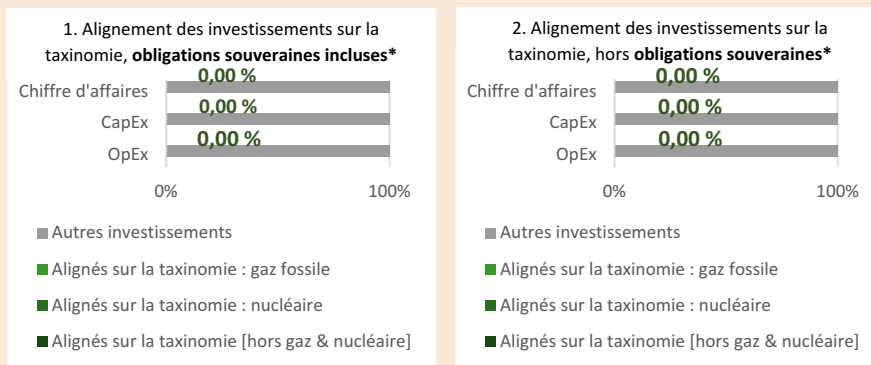 1. Alignement des investissements sur la
taxinomie, obligations souveraines incluses*
0,00 %
Chiffre d'affaires
0,00 %
CapEx
0,00 %
OpEx
0%
100%
Autres investissements
Alignés sur la taxinomie : gaz fossile
Alignés sur la taxinomie : nucléaire
Alignés sur la taxinomie [hors gaz & nucléaire]
2. Alignement des investissements sur la
taxinomie, hors obligations souveraines*
0,00 %
Chiffre d'affaires
0,00 %
CapEx
0,00 %
OpEx
0%
100%
Autres investissements
Alignés sur la taxinomie : gaz fossile
Alignés sur la taxinomie : nucléaire
Alignés sur la taxinomie [hors gaz & nucléaire]